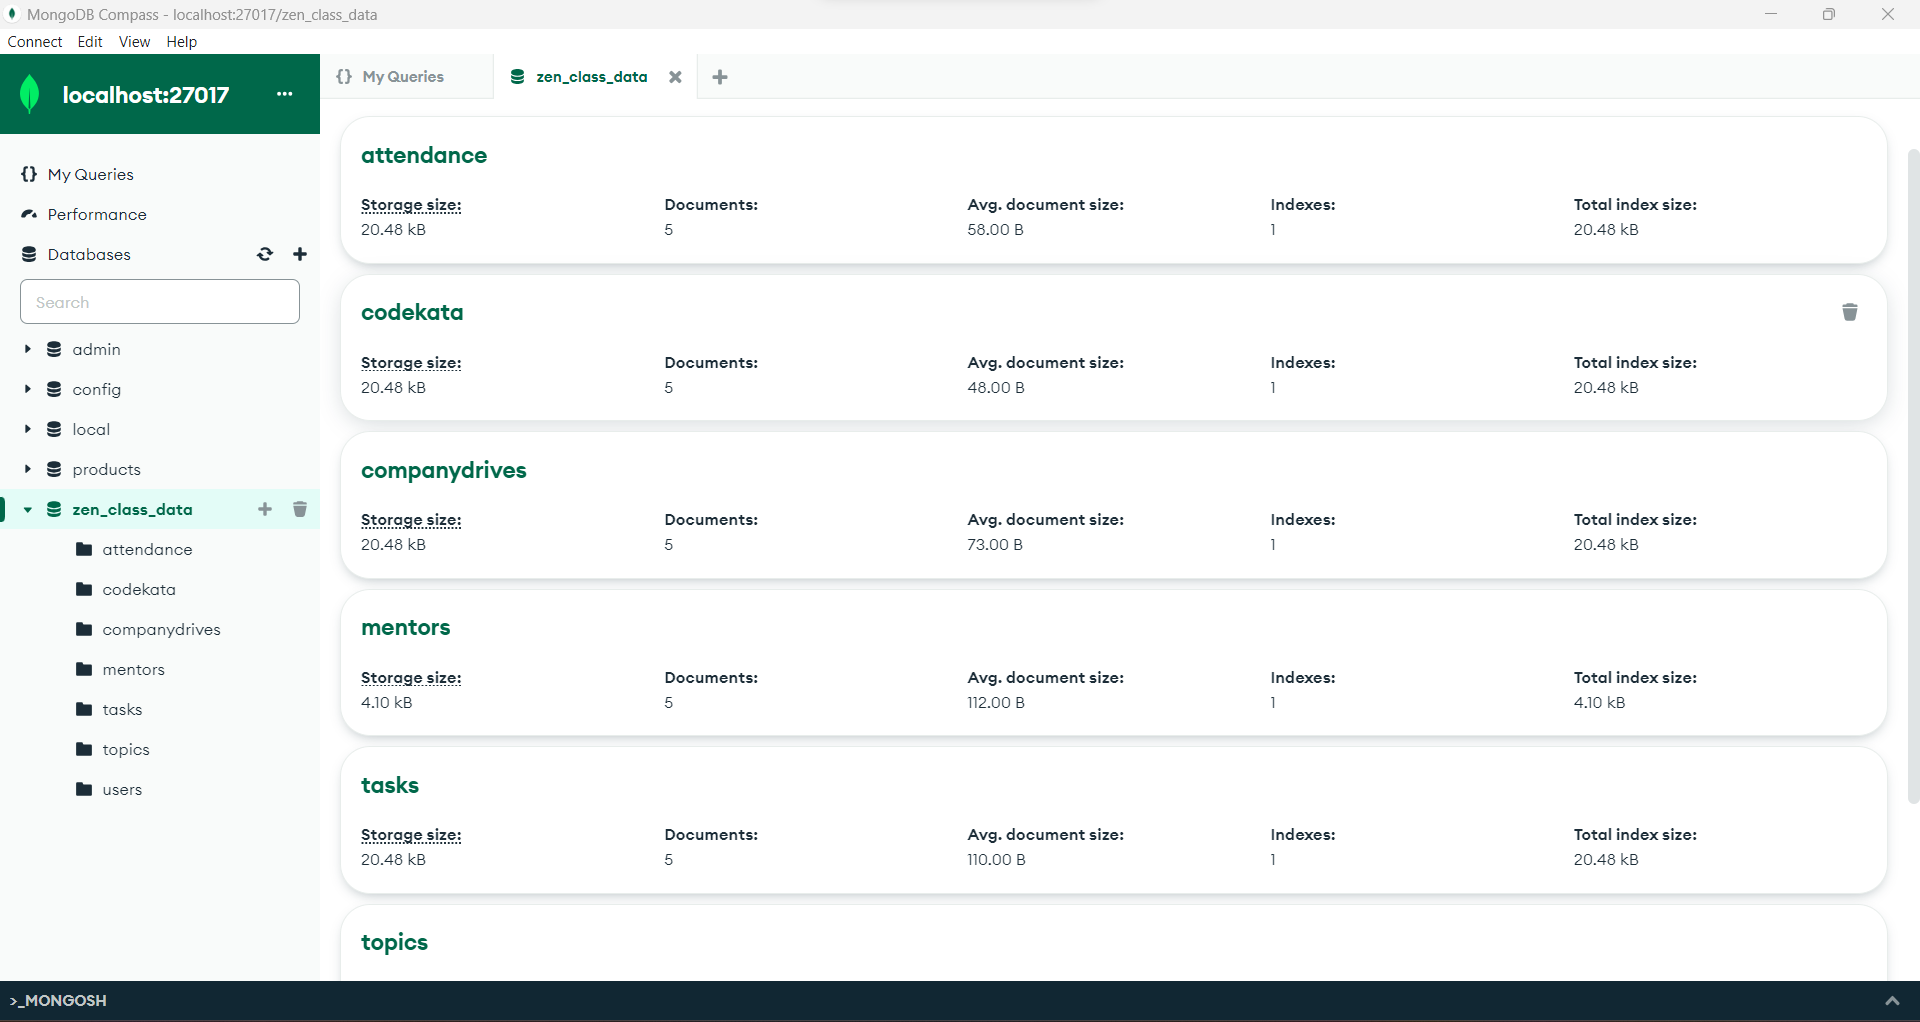 MongoDB Compass - localhost:27017/zen_class_data
Connect Edit View Help
localhost:27017 ...
{} My Queries
Performance
Databases
Search
admin
config
local
products
zen_class_data
attendance
codekata
companydrives
mentors
tasks
topics
users
{} My Queries zen_class_data
attendance
Storage size: Documents: Avg. document size: Indexes: Total index size:
20.48 kB 5 58.00 B 1 20.48 kB
codekata
Storage size: Documents: Avg. document size: Indexes: Total index size:
20.48 kB 5 48.00 B 1 20.48 kB
companydrives
Storage size: Documents: Avg. document size: Indexes: Total index size:
20.48 kB 5 73.00 B 1 20.48 kB
mentors
Storage size: Documents: Avg. document size: Indexes: Total index size:
4.10 kB 5 112.00 B 1 4.10 kB
tasks
Storage size: Documents: Avg. document size: Indexes: Total index size:
20.48 kB 5 110.00 B 1 20.48 kB
topics
>_MONGOSH